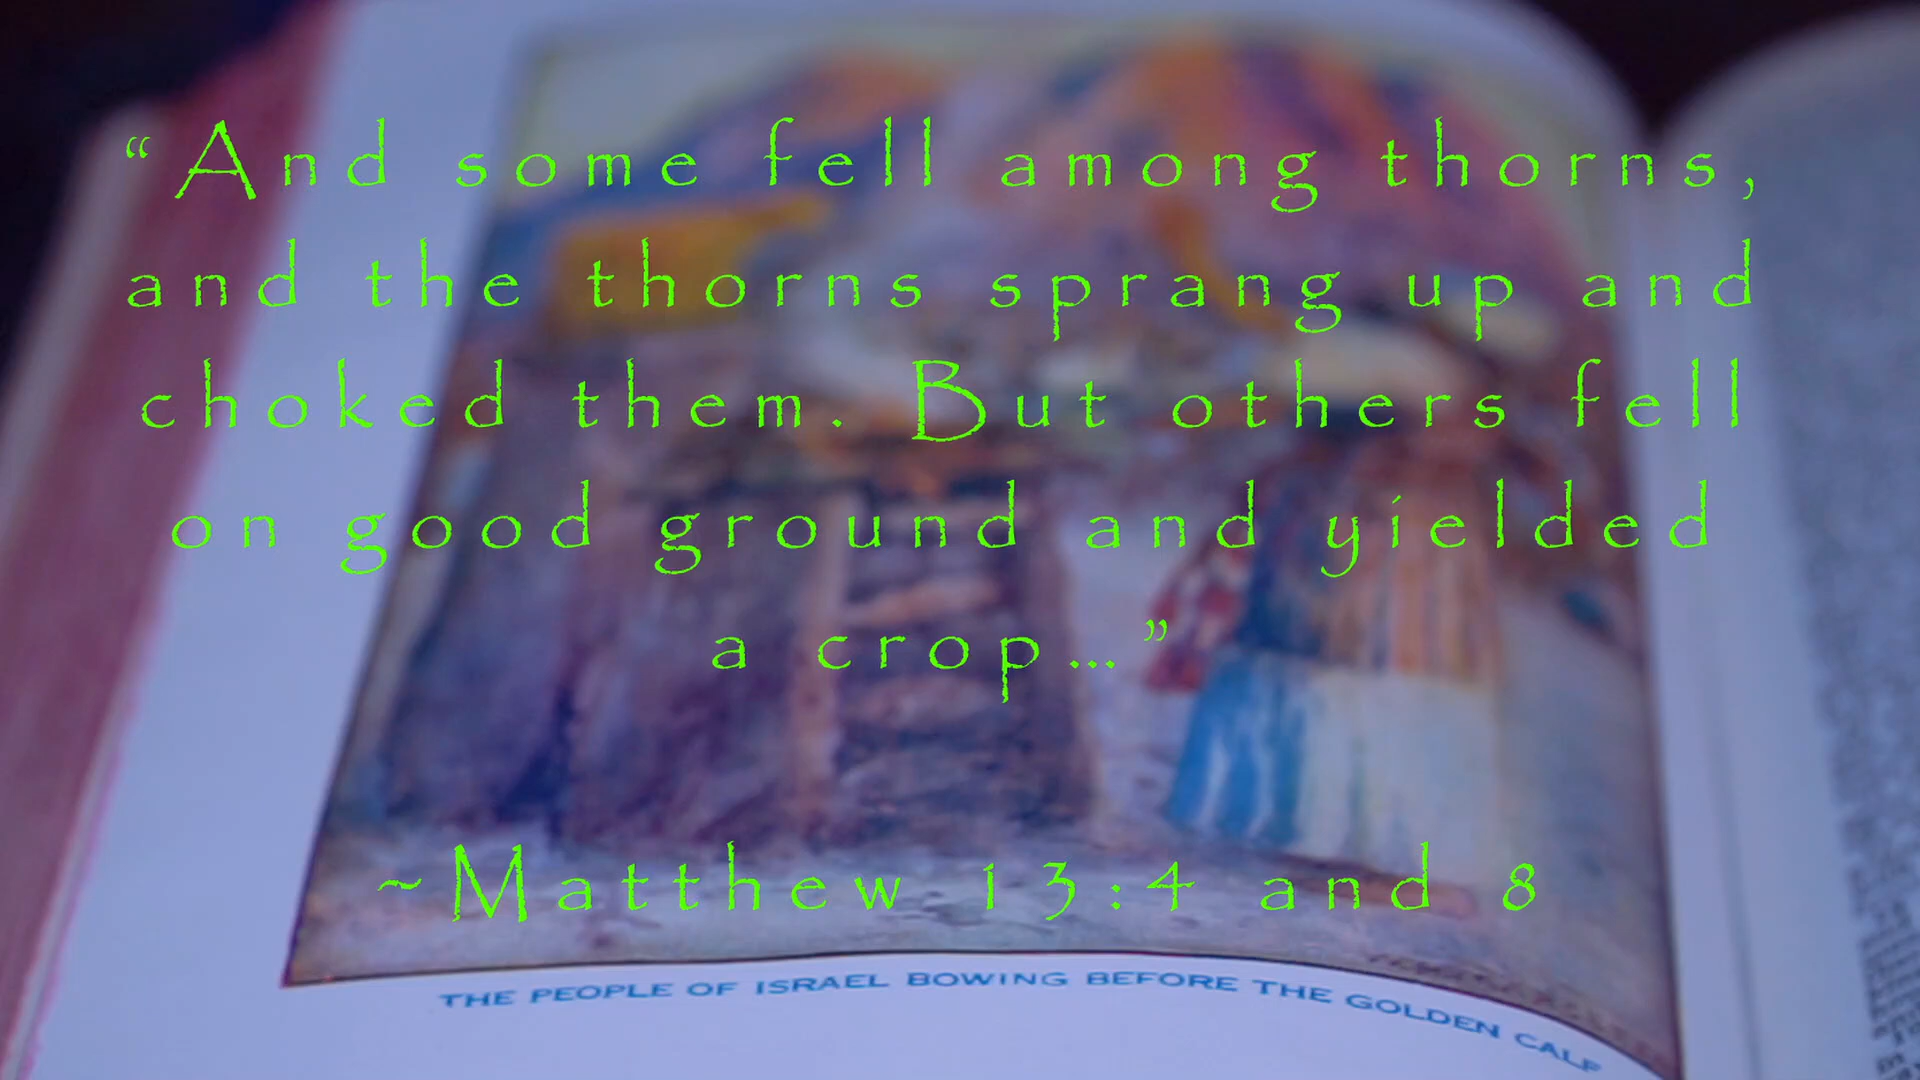 “And some fell among thorns,
and the thorns sprang up and
choked them. But others fell
on good ground and yielded
a crop...”
~Matthew 13:4 and 8
THE PEOPLE OF ISRAEL BOWING BEFORE THE GOLDEN CALF